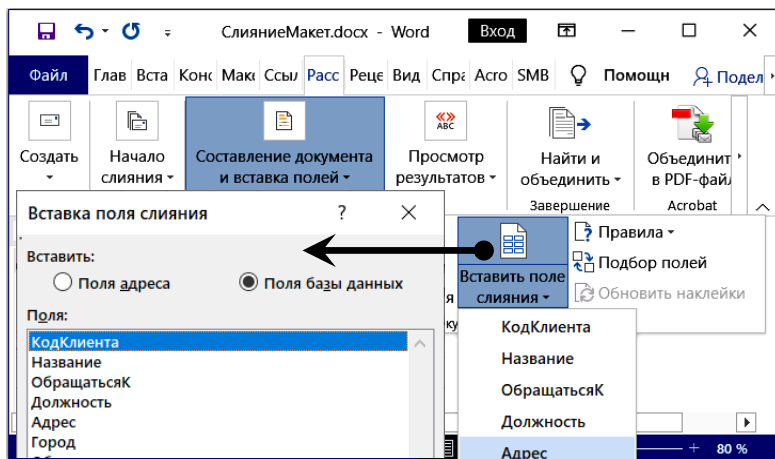 СлияниеМакет.docx - Word Вход
Файл Глав Вста Конс Маке Ссыл Расс Реце Вид Спра Acro SMB Помощн Подел
Создать Начало слияния Составление документа и вставка полей Просмотр результатов Найти и объединить Объединит в PDF-файл
ABC
Завершение Acrobat
Вставка поля слияния ? ×
Вставить:
Поля адреса Поля базы данных
Поля:
КодКлиента
Название
ОбращатьсяК
Должность
Адрес
Город
Вставить поле слияния
Правила
Подбор полей
Обновить наклейки
КодКлиента
Название
ОбращатьсяК
Должность
Адрес
80 %